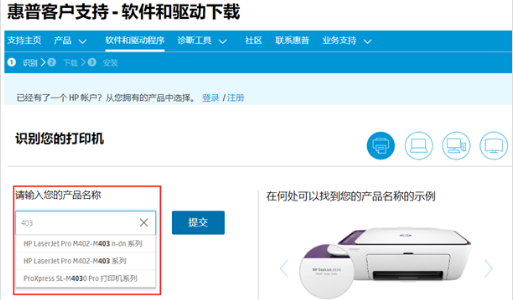 惠普客户支持 - 软件和驱动下载
支持主页 产品 软件和驱动程序 诊断工具 社区 联系惠普 业务支持
1 识别 2 下载 3 安装
已经有了一个 HP 帐户？从您拥有的产品中选择。 登录 / 注册
识别您的打印机
请输入您的产品名称
403
提交
HP LaserJet Pro M402-M403 n-dn 系列
HP LaserJet Pro M402-M403 系列
ProXpress SL-M4030 Pro 打印机系列
在何处可以找到您的产品名称的示例